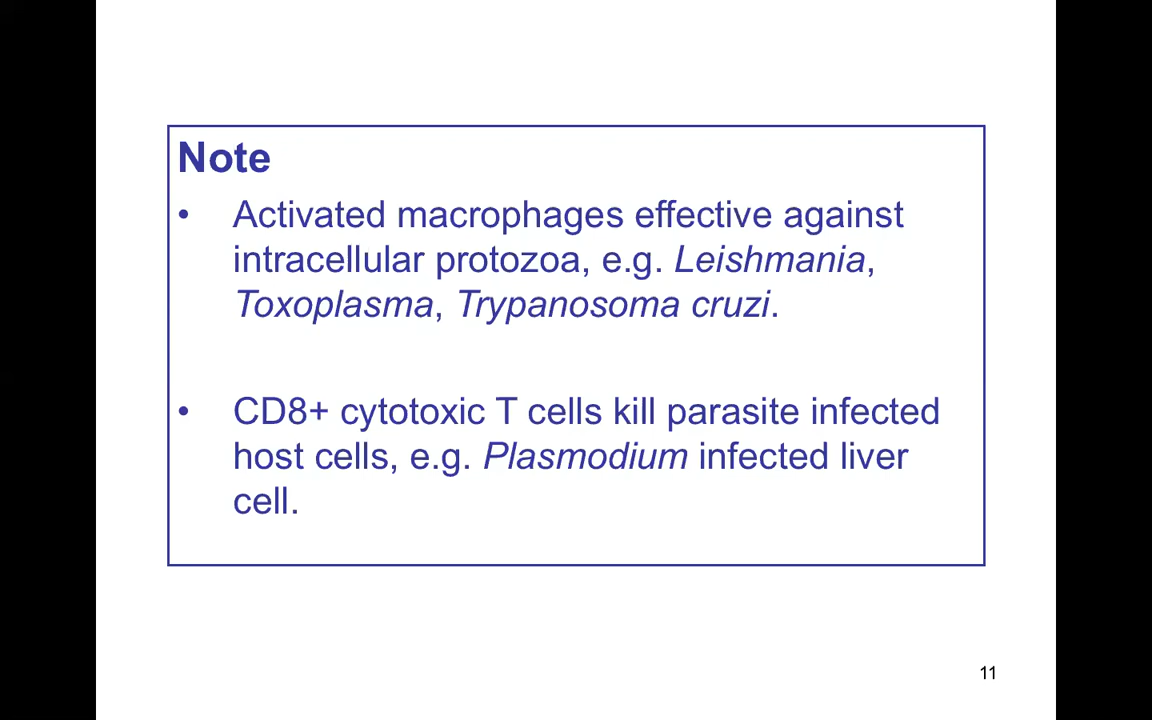 Note
• Activated macrophages effective against
intracellular protozoa, e.g. Leishmania,
Toxoplasma, Trypanosoma cruzi.
• CD8+ cytotoxic T cells kill parasite infected
host cells, e.g. Plasmodium infected liver
cell.
11